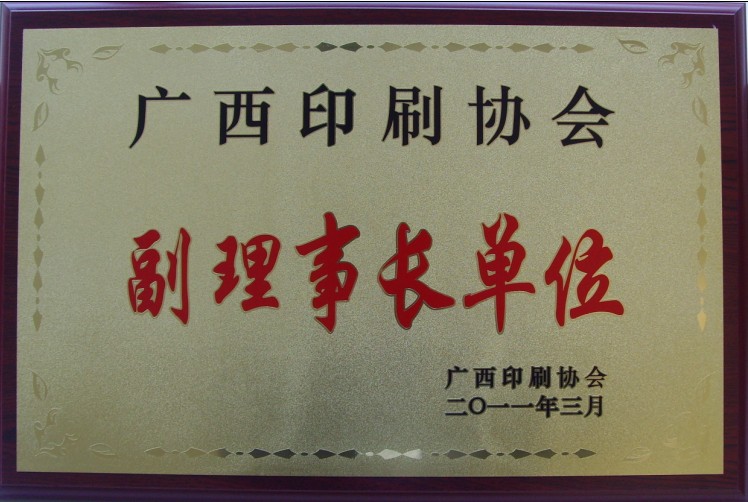 广西印刷协会
副理事长单位
广西印刷协会
二〇一一年三月